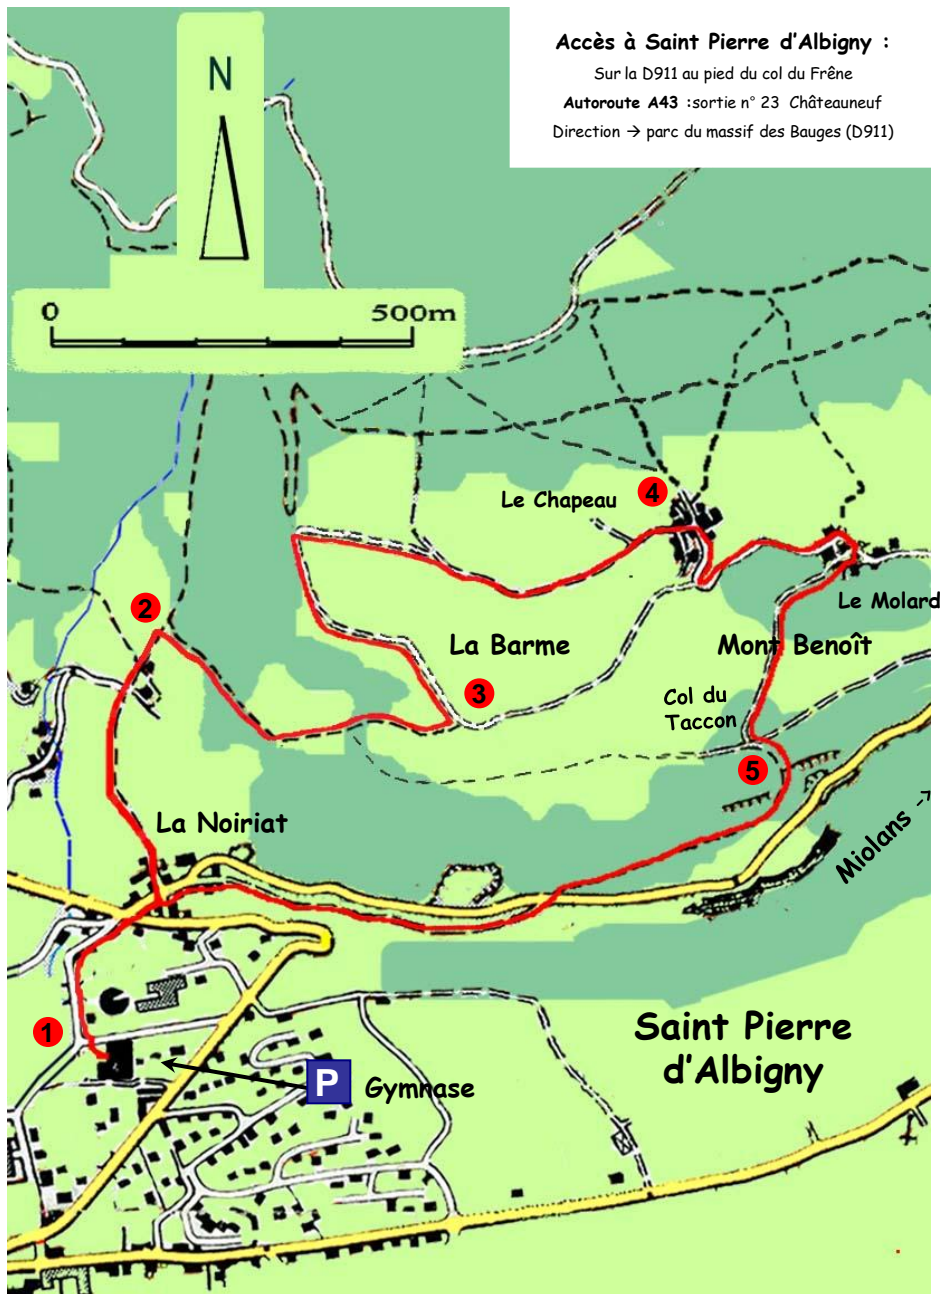 Accès à Saint Pierre d'Albigny :
Sur la D911 au pied du col du Frêne
Autoroute A43 :sortie n° 23 Châteauneuf
Direction → parc du massif des Bauges (D911)
N
0 500m
4
Le Chapeau
2
Le Molard
La Barme
Mont Benoît
3
Col du
Taccon
5
La Noiriat
Miolans -→
1
Saint Pierre
d'Albigny
P
Gymnase